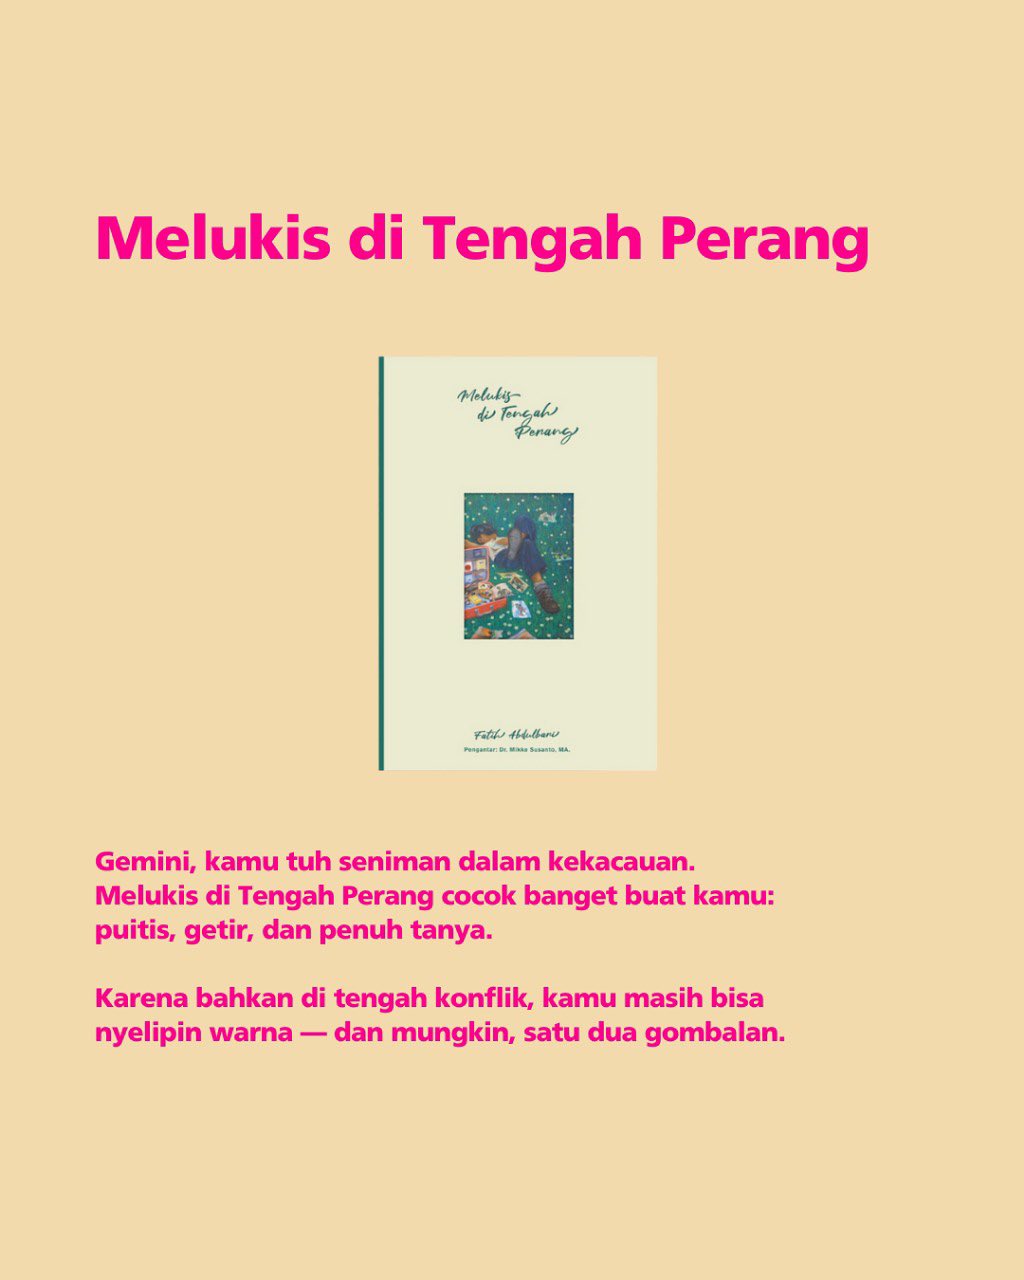 Melukis di Tengah Perang
Melukis
di Tengah
Perang
Fatih Abdulbari
Pengantar: Dr. Mikke Susanto, MA.
Gemini, kamu tuh seniman dalam kekacauan.
Melukis di Tengah Perang cocok banget buat kamu:
puitis, getir, dan penuh tanya.
Karena bahkan di tengah konflik, kamu masih bisa
nyelipin warna — dan mungkin, satu dua gombalan.